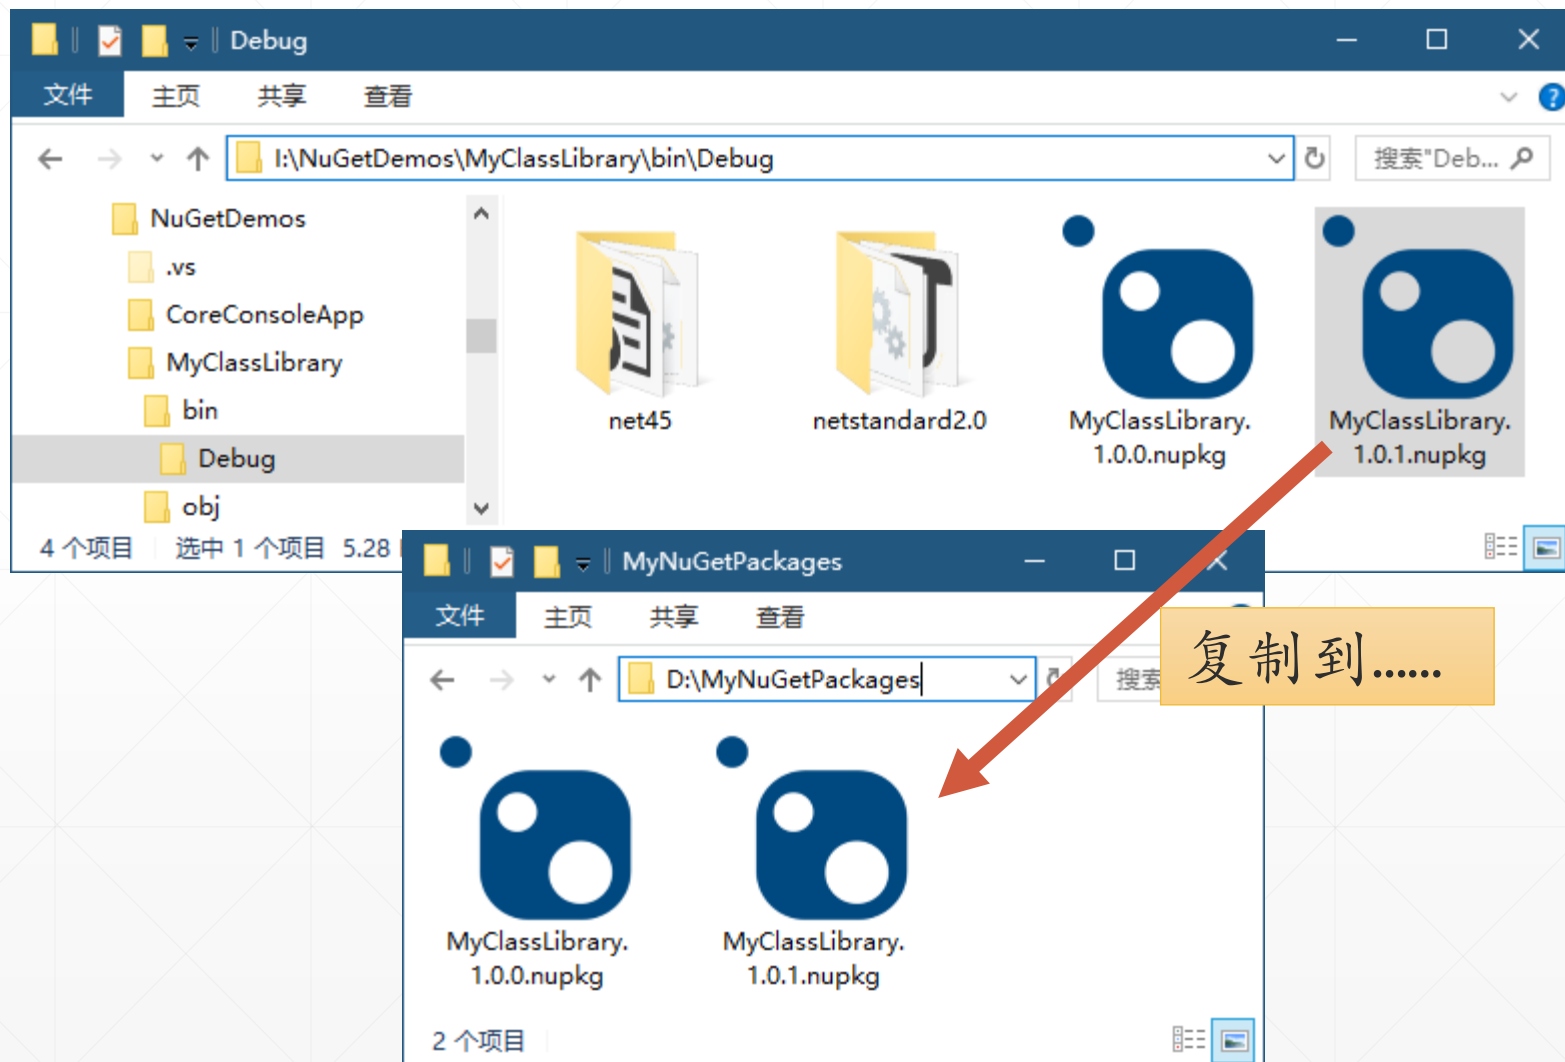 Debug
文件 主页 共享 查看
I:\NuGetDemos\MyClassLibrary\bin\Debug
搜索"Deb...
NuGetDemos
.vs
CoreConsoleApp
MyClassLibrary
bin
Debug
obj
net45
netstandard2.0
MyClassLibrary.
1.0.0.nupkg
MyClassLibrary.
1.0.1.nupkg
4 个项目 选中 1 个项目 5.28
MyNuGetPackages
文件 主页 共享 查看
D:\MyNuGetPackages
搜索
复制到......
MyClassLibrary.
1.0.0.nupkg
MyClassLibrary.
1.0.1.nupkg
2 个项目